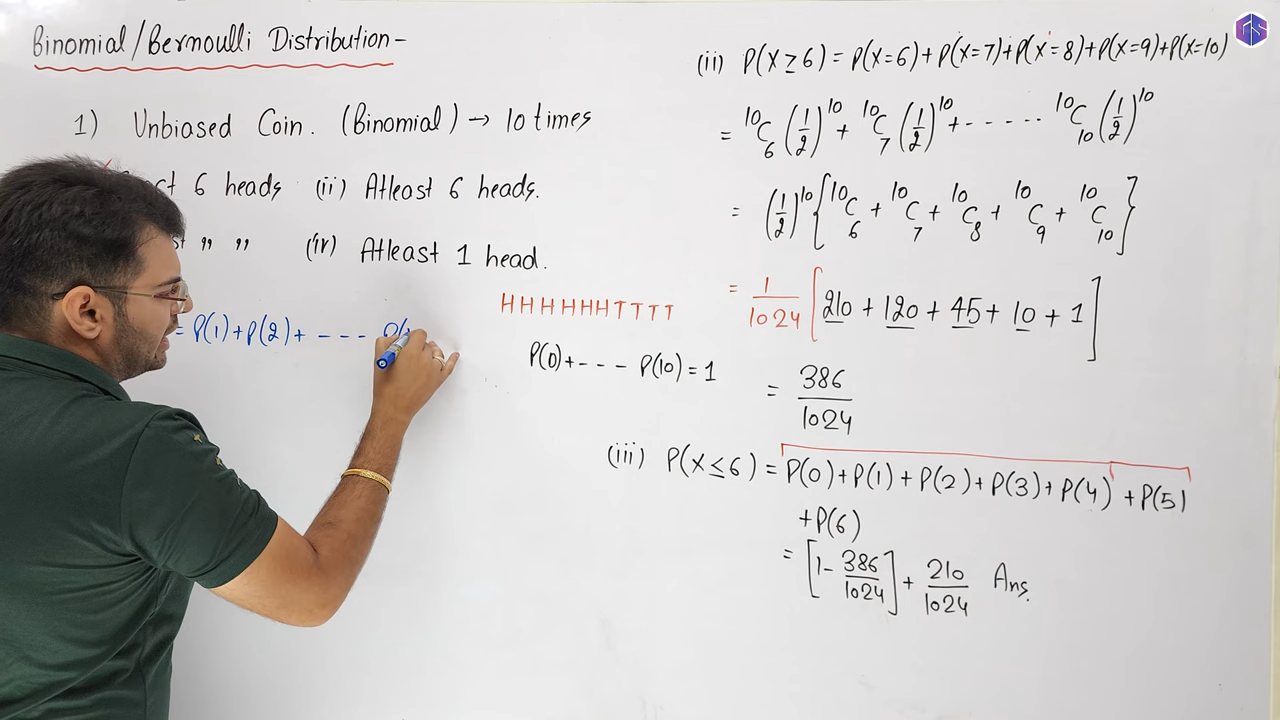 Binomial/Bernoulli Distribution-
1) Unbiased Coin. (Binomial) → 10 times
6 heads (ii) Atleast 6 heads.
" " (iv) Atleast 1 head.
= P(1)+P(2)+ ----
HHHHHHTTTT
P(0)+--- P(10) = 1
(ii) P(X≥6) = P(X=6)+P(X=7)+P(X=8)+P(X=9)+P(X=10)
= ¹⁰C₆ (1/2)¹⁰ + ¹⁰C₇ (1/2)¹⁰ +------ ¹⁰C₁₀ (1/2)¹⁰
= (1/2)¹⁰ {¹⁰C₆ + ¹⁰C₇ + ¹⁰C₈ + ¹⁰C₉ + ¹⁰C₁₀}
= 1/1024 [210 + 120 + 45 + 10 + 1]
= 386/1024
(iii) P(X≤6) = P(0)+P(1)+P(2)+P(3)+P(4) +P(5)
+P(6)
= [1- 386/1024] + 210/1024 Ans.